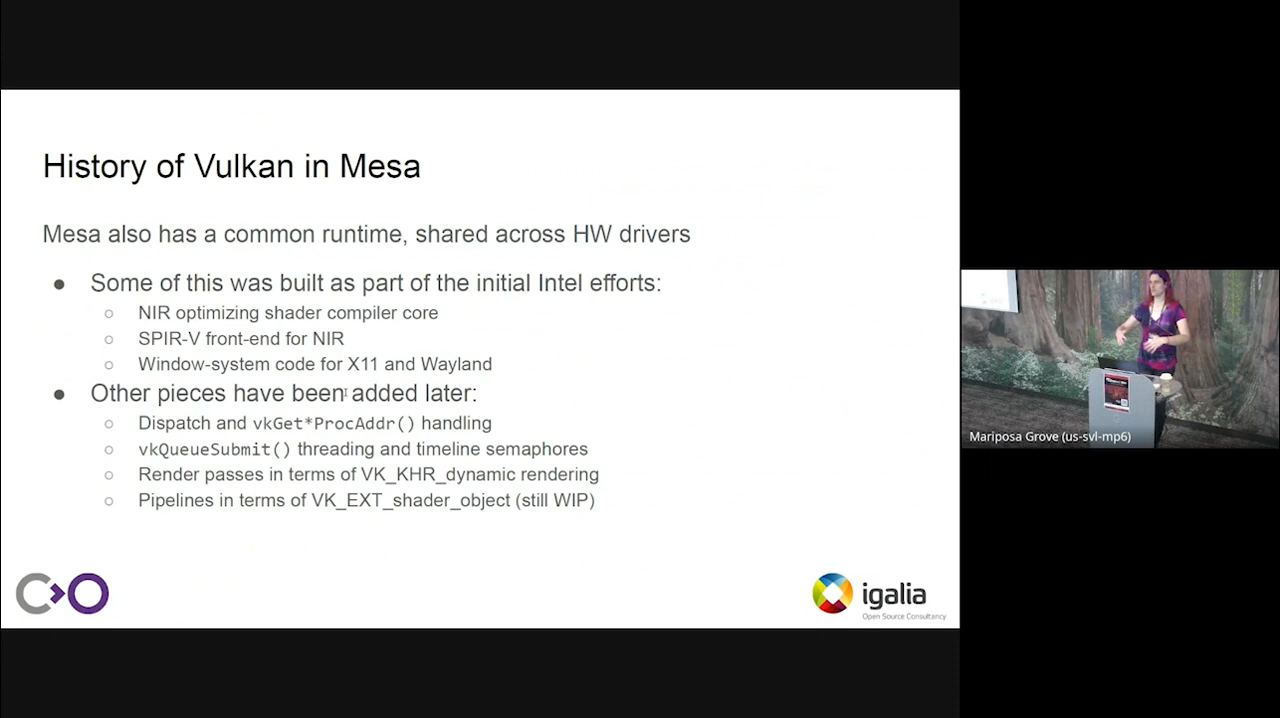 History of Vulkan in Mesa
Mesa also has a common runtime, shared across HW drivers
● Some of this was built as part of the initial Intel efforts:
○ NIR optimizing shader compiler core
○ SPIR-V front-end for NIR
○ Window-system code for X11 and Wayland
● Other pieces have been added later:
○ Dispatch and vkGet*ProcAddr() handling
○ vkQueueSubmit() threading and timeline semaphores
○ Render passes in terms of VK_KHR_dynamic rendering
○ Pipelines in terms of VK_EXT_shader_object (still WIP)
igalia
Open Source Consultancy
Mariposa Grove (us-svl-mp6)